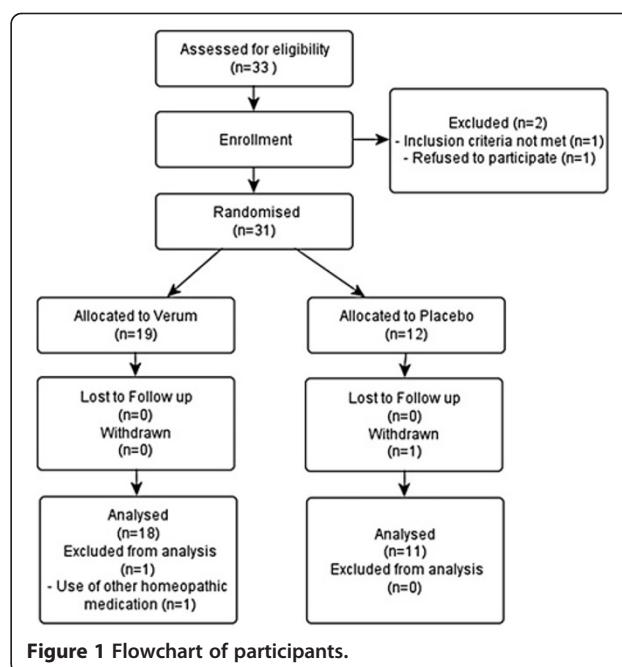 Assessed for eligibility
(n=33 )
Enrollment
Excluded (n=2)
- Inclusion criteria not met (n=1)
- Refused to participate (n=1)
Randomised
(n=31)
Allocated to Verum
(n=19)
Allocated to Placebo
(n=12)
Lost to Follow up
(n=0)
Withdrawn
(n=0)
Lost to Follow up
(n=0)
Withdrawn
(n=1)
Analysed
(n=18)
Excluded from analysis
(n=1)
- Use of other homeopathic
medication (n=1)
Analysed
(n=11)
Excluded from analysis
(n=0)
Figure 1 Flowchart of participants.